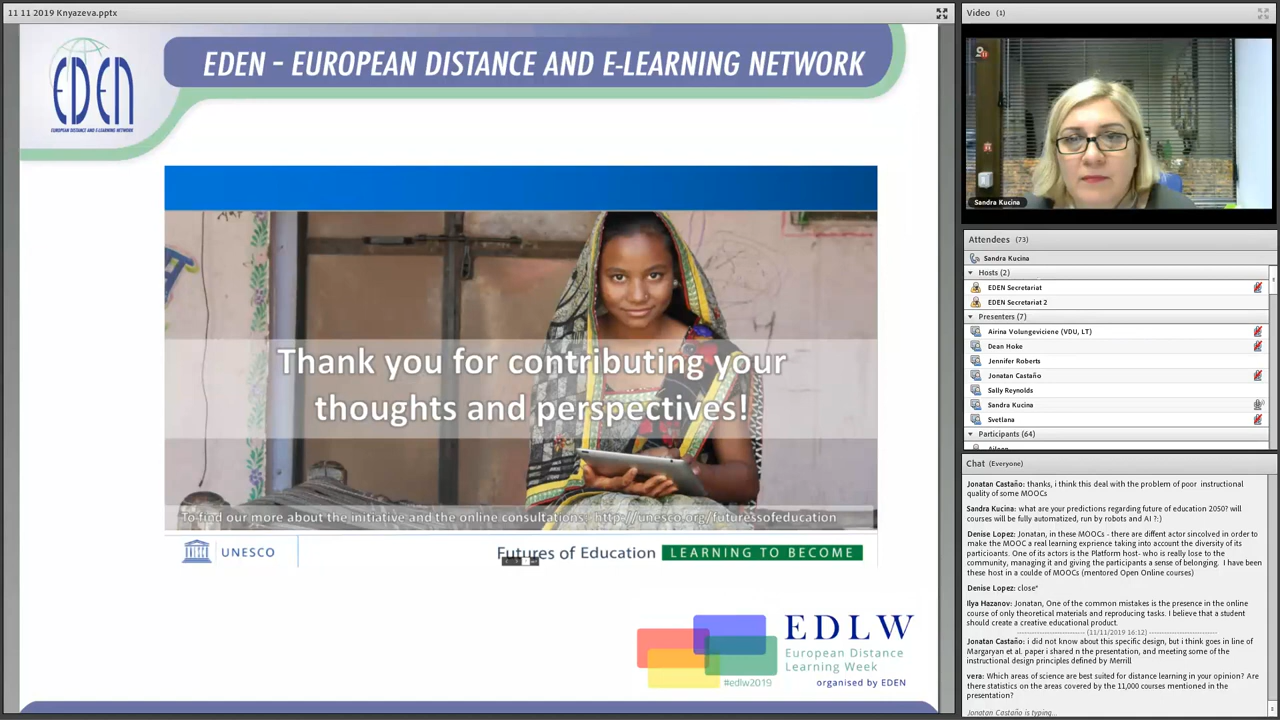 11 11 2019 Knyazeva.pptx
EDEN
EUROPEAN DISTANCE AND E-LEARNING NETWORK
EDEN - EUROPEAN DISTANCE AND E-LEARNING NETWORK
Thank you for contributing your
thoughts and perspectives!
To find our more about the initiative and the online consultations: http://unesco.org/futuresofeducation
UNESCO
Futures of Education LEARNING TO BECOME
EDLW
European Distance
Learning Week
#edlw2019
organised by EDEN
Video (1)
Sandra Kucina
Attendees (73)
Sandra Kucina
Hosts (2)
EDEN Secretariat
EDEN Secretariat 2
Presenters (7)
Airina Volungeviciene (VDU, LT)
Dean Hoke
Jennifer Roberts
Jonatan Castaño
Sally Reynolds
Sandra Kucina
Svetlana
Participants (64)
Chat (Everyone)
Jonatan Castaño: thanks, i think this deal with the problem of poor instructional
quality of some MOOCs
Sandra Kucina: what are your predictions regarding future of education 2050? will
courses will be fully automatized, run by robots and AI ?:)
Denise Lopez: Jonatan, in these MOOCs - there are diffent actor sincolved in order to
make the MOOC a real learning exprience taking into account the diversity of its
particioants. One of its actors is the Platform host- who is really lose to the
community, managing it and giving the participants a sense of belonging. I have been
these host in a coulde of MOOCs (mentored Open Online courses)
Denise Lopez: close*
Ilya Hazanov: Jonatan, One of the common mistakes is the presence in the online
course of only theoretical materials and reproducing tasks. I believe that a student
should create a creative educational product.
(11/11/2019 16:12)
Jonatan Castaño: i did not know about this specific design, but i think goes in line of
Margaryan et al. paper i shared n the presentation, and meeting some of the
instructional design principles defined by Merrill
vera: Which areas of science are best suited for distance learning in your opinion? Are
there statistics on the areas covered by the 11,000 courses mentioned in the
presentation?
Jonatan Castaño is typing...